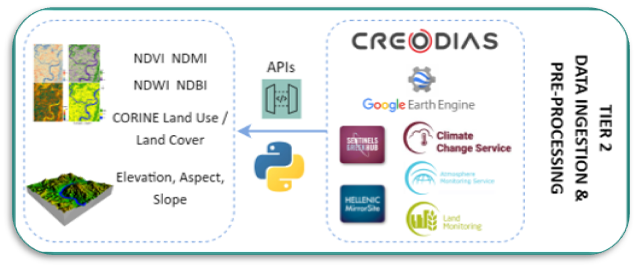 NDVI NDMI
NDWI NDBI
CORINE Land Use /
Land Cover
Elevation, Aspect,
Slope
APIs
CREODIAS
Google Earth Engine
SENTINELS
GREEK HUB
Climate
Change Service
Atmosphere
Monitoring Service
HELLENIC
MirrorSite
Land
Monitoring
TIER 2
DATA INGESTION &
PRE-PROCESSING